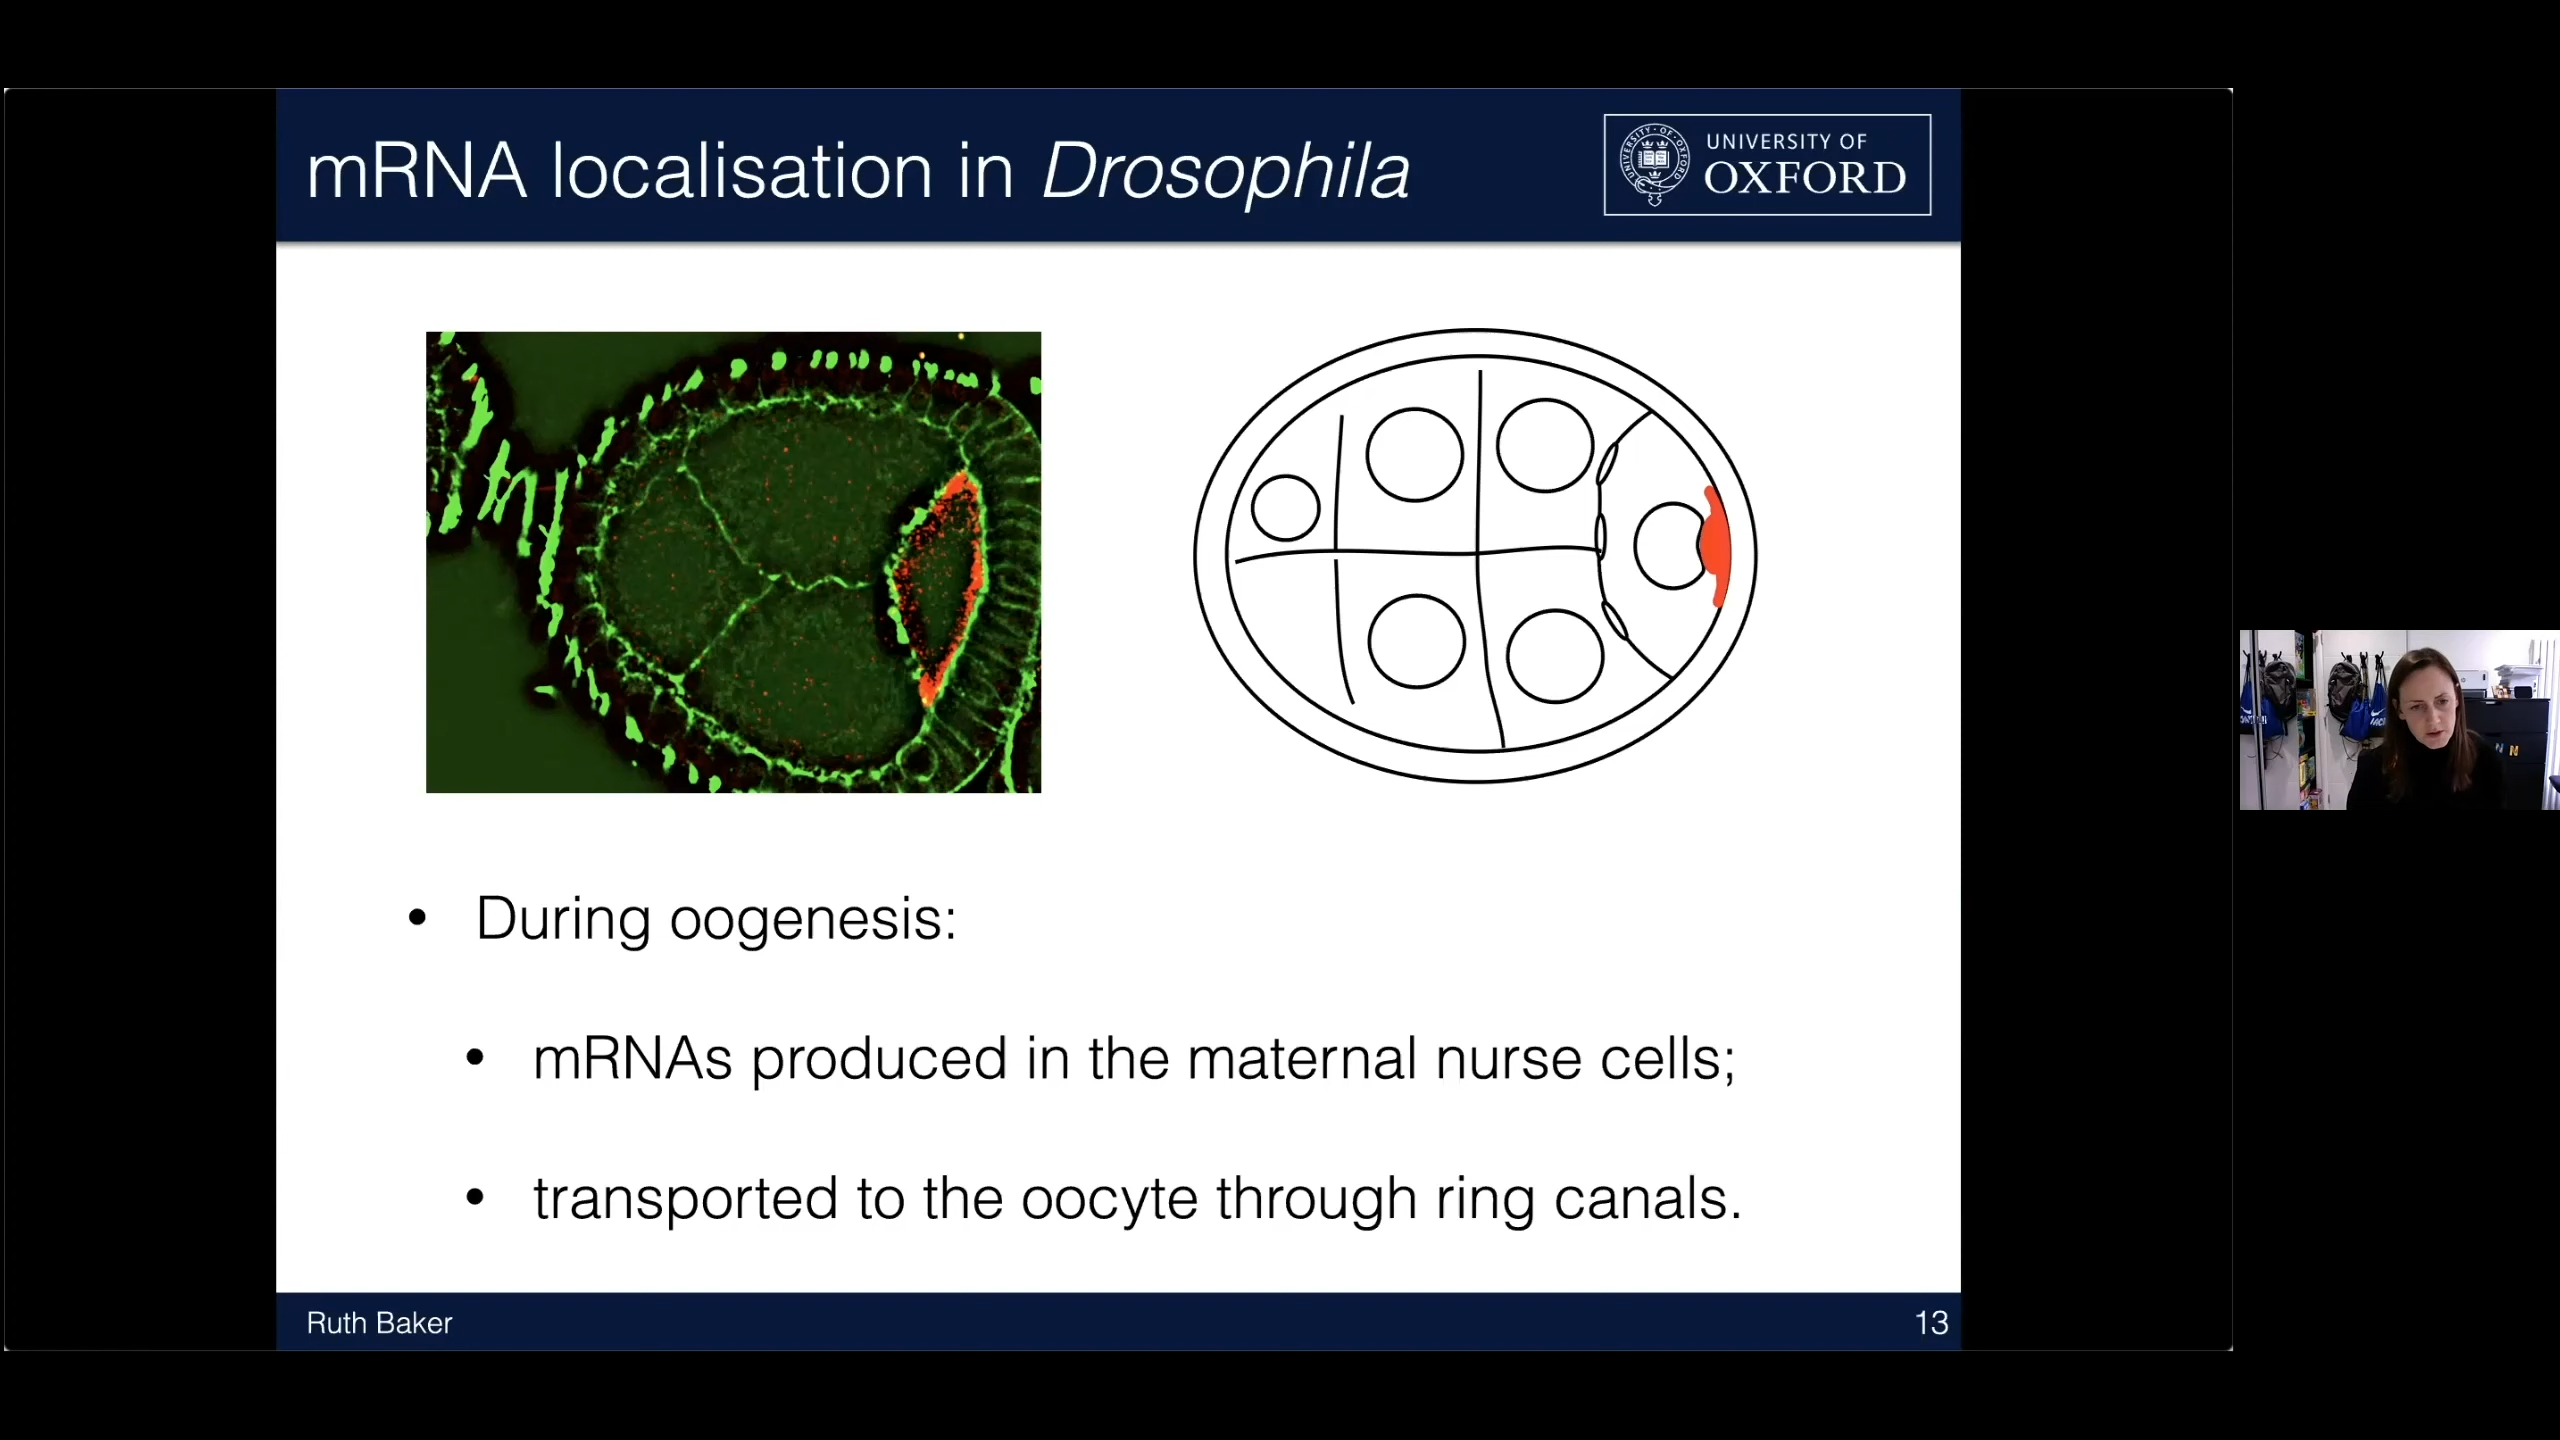 mRNA localisation in Drosophila
UNIVERSITY OF
OXFORD
• During oogenesis:
• mRNAs produced in the maternal nurse cells;
• transported to the oocyte through ring canals.
Ruth Baker
13